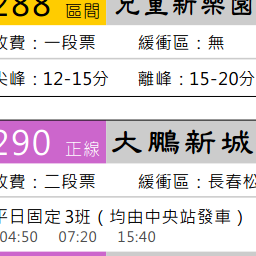 288 區間 兒童新樂園
收費：一段票 緩衝區：無
尖峰：12-15分 離峰：15-20分
290 正線 大鵬新城
收費：二段票 緩衝區：長春松
平日固定3班（均由中央站發車）
04:50 07:20 15:40